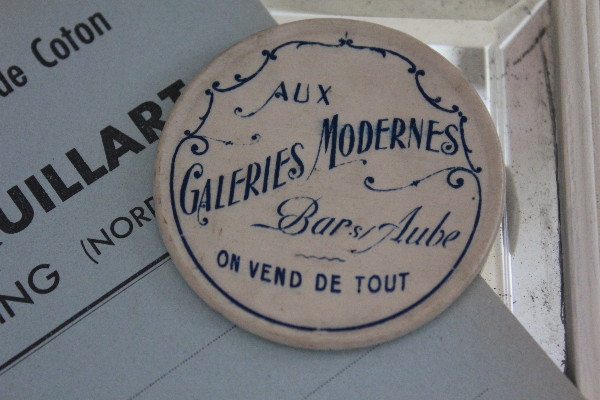 de Coton
UILLART
ING (NORD
AUX
GALERIES MODERNES
Bar s/ Aube
ON VEND DE TOUT